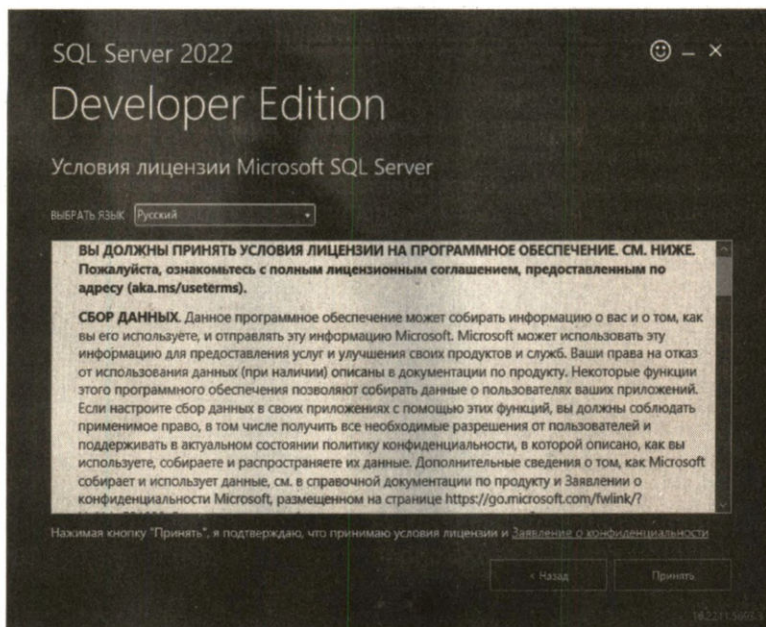 SQL Server 2022
Developer Edition
Условия лицензии Microsoft SQL Server
ВЫБРАТЬ ЯЗЫК Русский
ВЫ ДОЛЖНЫ ПРИНЯТЬ УСЛОВИЯ ЛИЦЕНЗИИ НА ПРОГРАММНОЕ ОБЕСПЕЧЕНИЕ. СМ. НИЖЕ.
Пожалуйста, ознакомьтесь с полным лицензионным соглашением, предоставленным по
адресу (aka.ms/useterms).
СБОР ДАННЫХ. Данное программное обеспечение может собирать информацию о вас и о том, как
вы его используете, и отправлять эту информацию Microsoft. Microsoft может использовать эту
информацию для предоставления услуг и улучшения своих продуктов и служб. Ваши права на отказ
от использования данных (при наличии) описаны в документации по продукту. Некоторые функции
этого программного обеспечения позволяют собирать данные о пользователях ваших приложений.
Если настроите сбор данных в своих приложениях с помощью этих функций, вы должны соблюдать
применимое право, в том числе получить все необходимые разрешения от пользователей и
поддерживать в актуальном состоянии политику конфиденциальности, в которой описано, как вы
используете, собираете и распространяете их данные. Дополнительные сведения о том, как Microsoft
собирает и использует данные, см. в справочной документации по продукту и Заявлении о
конфиденциальности Microsoft, размещенном на странице https://go.microsoft.com/fwlink/?
Нажимая кнопку "Принять", я подтверждаю, что принимаю условия лицензии и Заявление о конфиденциальности
< Назад
Принять